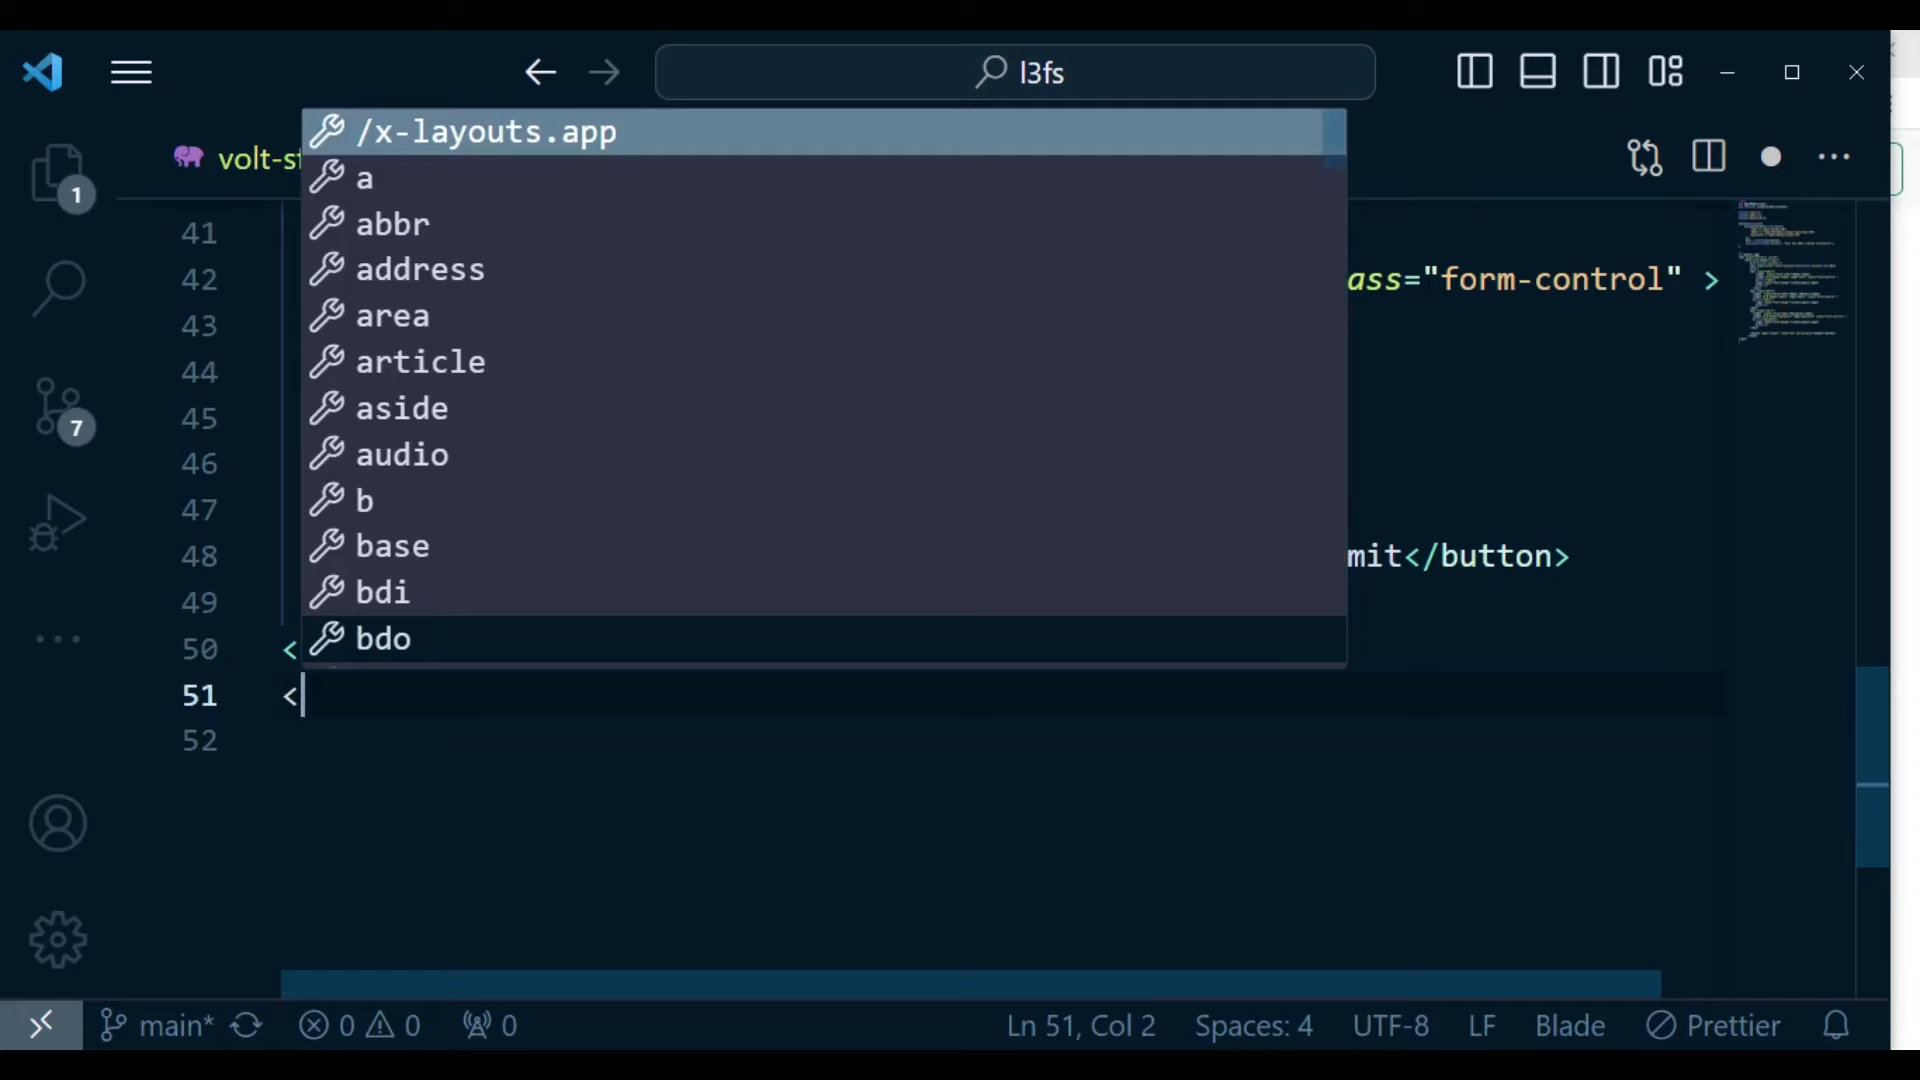 l3fs
volt-st
/x-layouts.app
a
abbr
address
area
article
aside
audio
b
base
bdi
bdo
1
7
41
42 ass="form-control" >
43
44
45
46
47
48 mit</button>
49
50 <
51 <
52
main* 0 0 0 Ln 51, Col 2 Spaces: 4 UTF-8 LF Blade Prettier